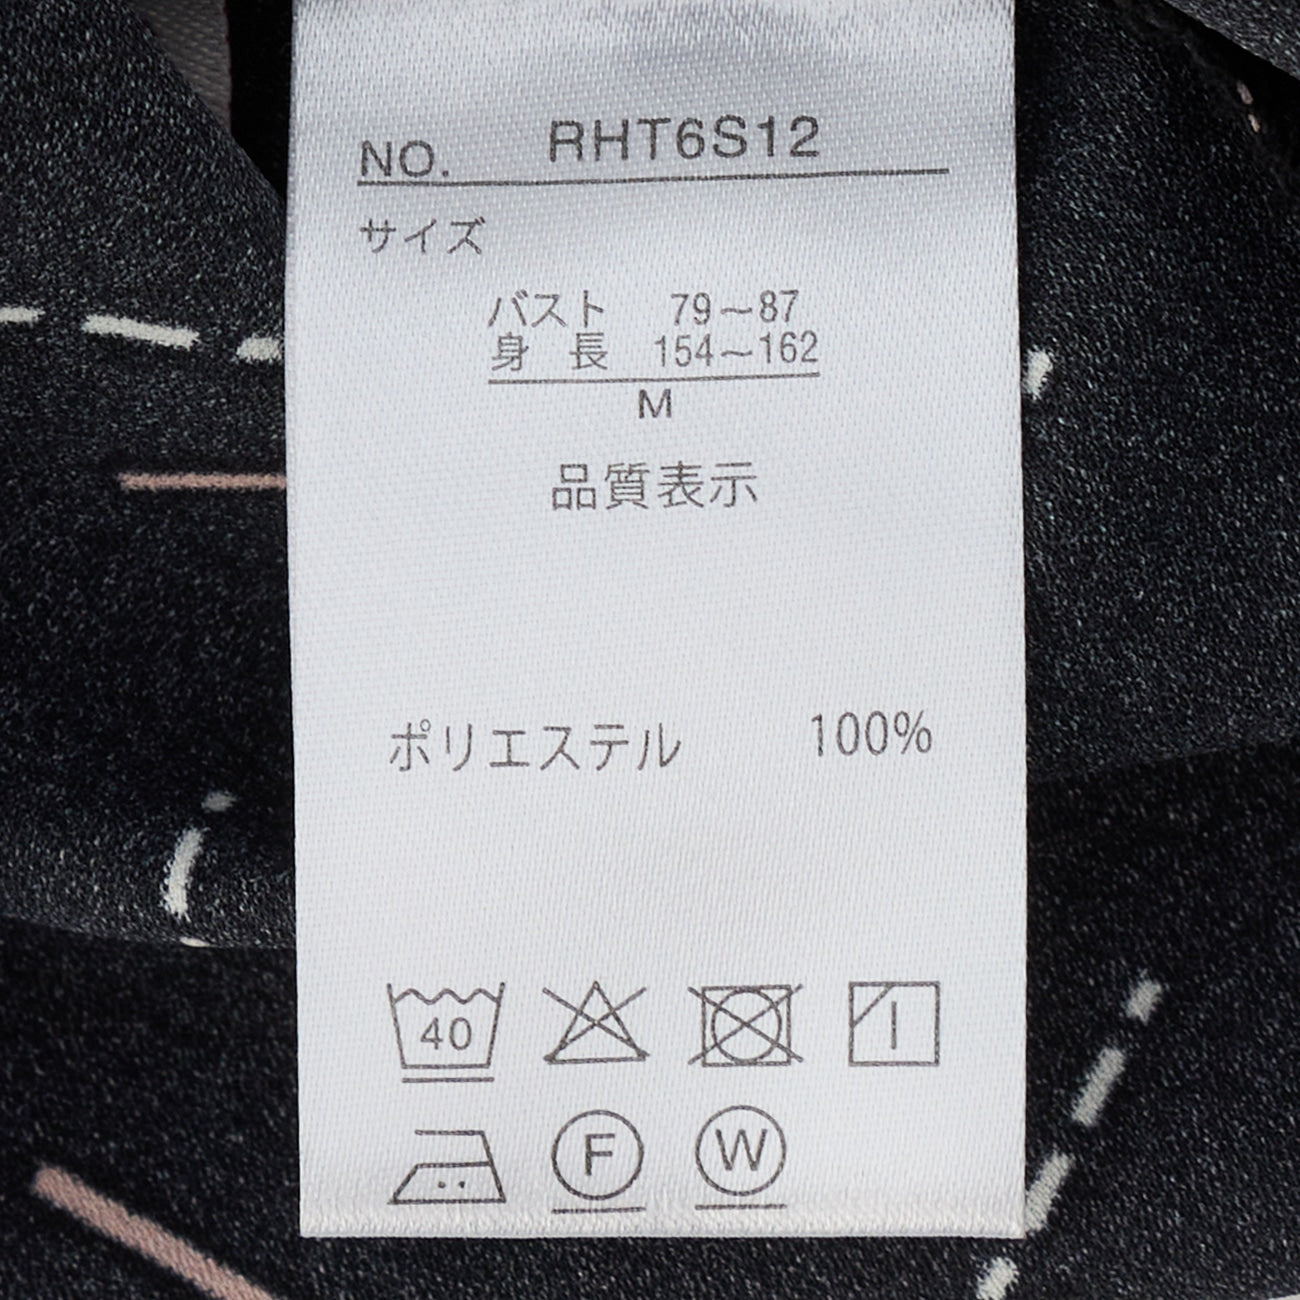 NO. RHT6S12
サイズ
バスト 79～87
身 長 154～162
M
品質表示
ポリエステル 100%
40
F W